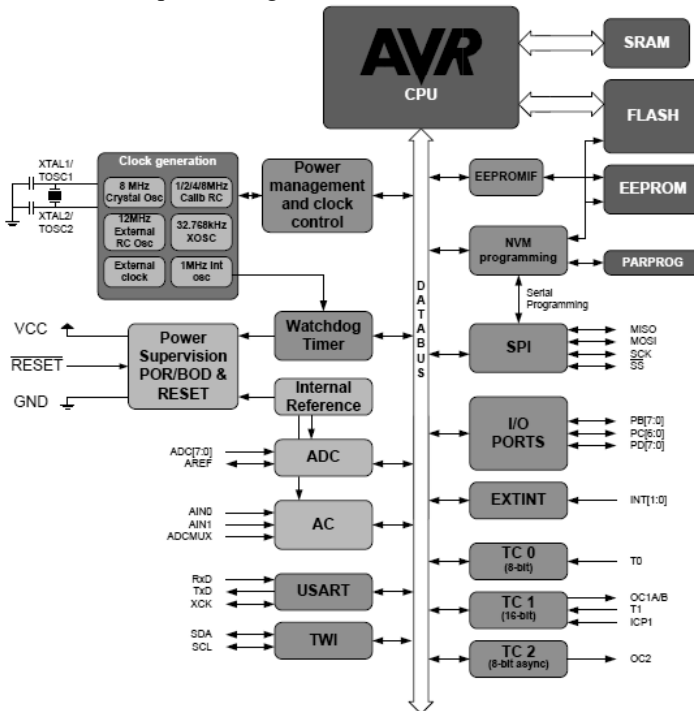 AVR
CPU
SRAM
FLASH
EEPROM
PARPROG
XTAL1/
TOSC1
XTAL2/
TOSC2
Clock generation
8 MHz
Crystal Osc
1/2/4/8MHz
Calib RC
12MHz
External
RC Osc
32.768kHz
XOSC
External
clock
1MHz Int
osc
Power
management
and clock
control
EEPROMIF
NVM
programming
Serial
Programming
DATABUS
VCC
RESET
GND
Power
Supervision
POR/BOD &
RESET
Watchdog
Timer
Internal
Reference
SPI
MISO
MOSI
SCK
SS
ADC[7:0]
AREF
ADC
I/O
PORTS
PB[7:0]
PC[6:0]
PD[7:0]
AIN0
AIN1
ADCMUX
AC
EXTINT
INT[1:0]
RxD
TxD
XCK
USART
TC 0
(8-bit)
T0
TC 1
(16-bit)
OC1A/B
T1
ICP1
SDA
SCL
TWI
TC 2
(8-bit async)
OC2